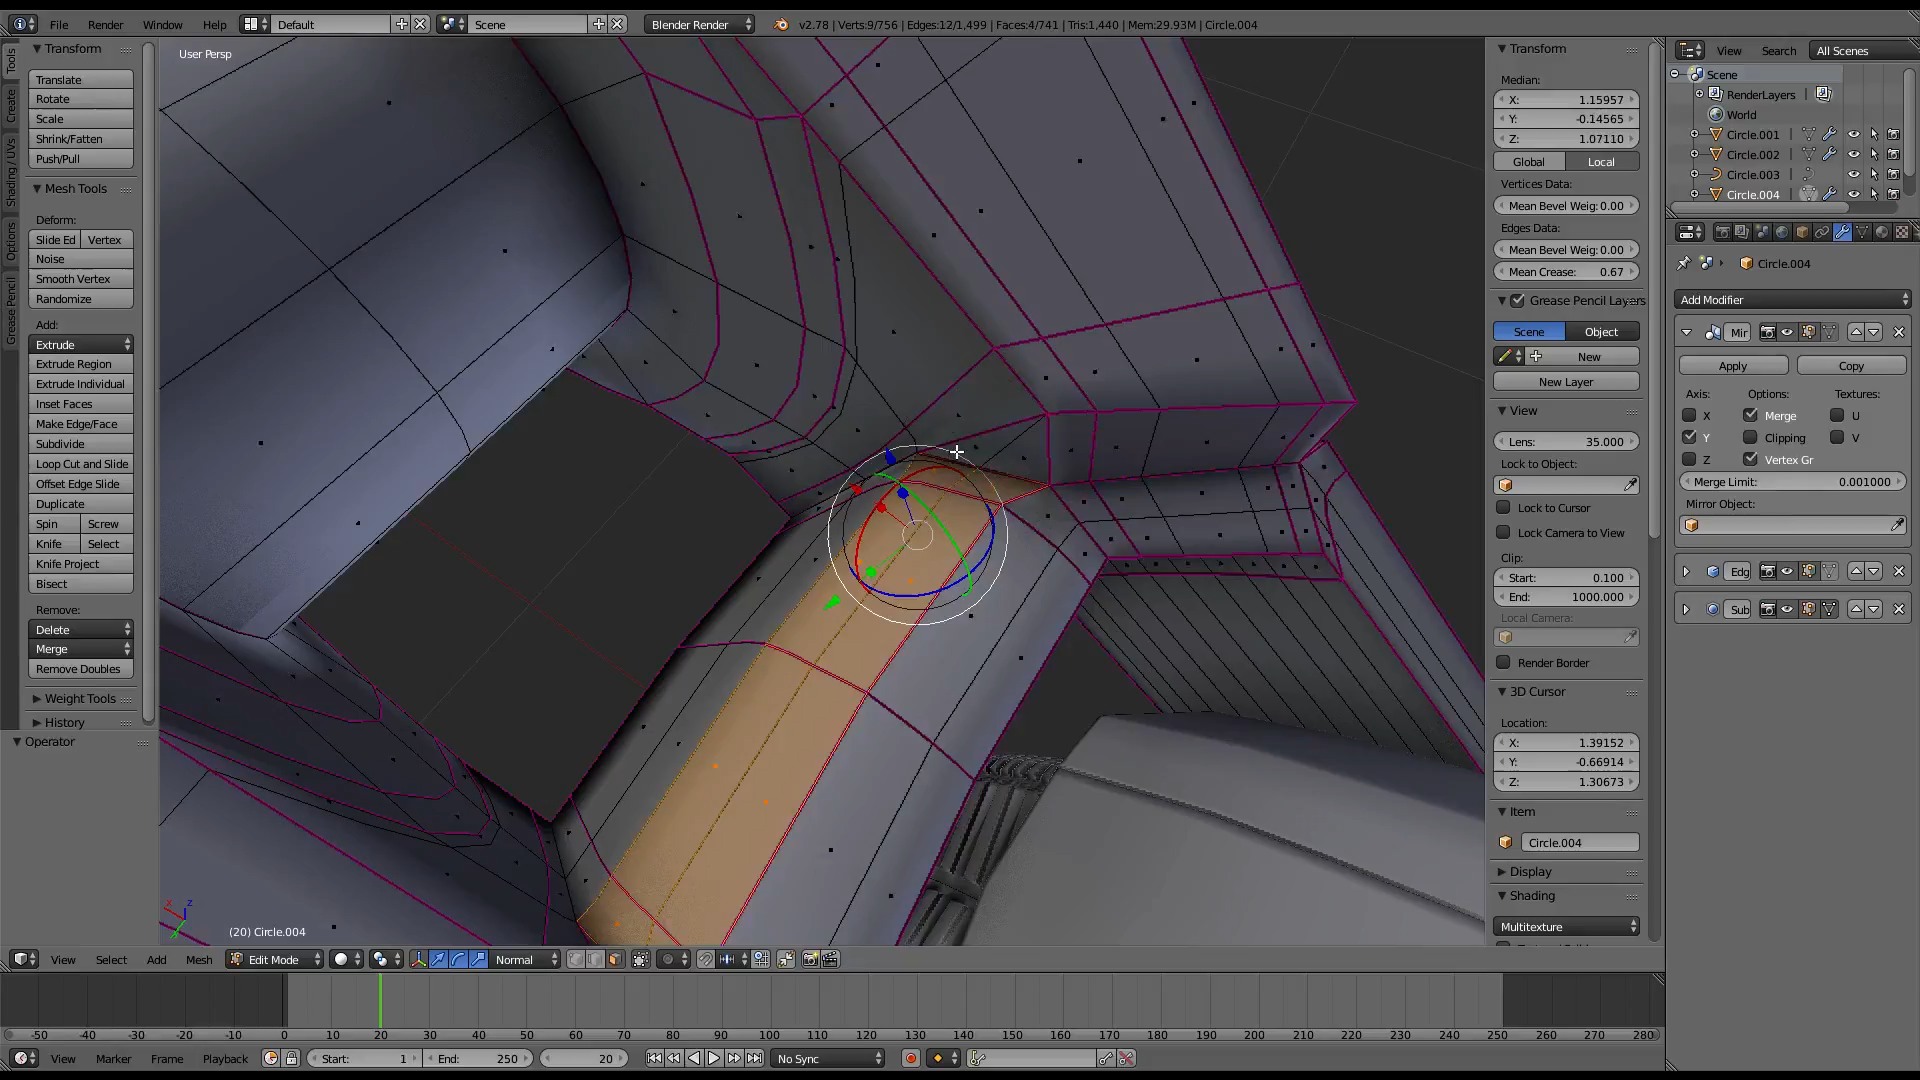 File Render Window Help Default Scene Blender Render v2.78 | Verts:9/756 | Edges:12/1,499 | Faces:4/741 | Tris:1,440 | Mem:29.93M | Circle.004
Tools
Create
Shading / UVs
Options
Grease Pencil
Transform
Translate
Rotate
Scale
Shrink/Fatten
Push/Pull
Mesh Tools
Deform:
Slide Ed Vertex
Noise
Smooth Vertex
Randomize
Add:
Extrude
Extrude Region
Extrude Individual
Inset Faces
Make Edge/Face
Subdivide
Loop Cut and Slide
Offset Edge Slide
Duplicate
Spin Screw
Knife Select
Knife Project
Bisect
Remove:
Delete
Merge
Remove Doubles
Weight Tools
History
Operator
User Persp
(20) Circle.004
Transform
Median:
X: 1.15957
Y: -0.14565
Z: 1.07110
Global Local
Vertices Data:
Mean Bevel Weig: 0.00
Edges Data:
Mean Bevel Weig: 0.00
Mean Crease: 0.67
Grease Pencil Layers
Scene Object
New
New Layer
View
Lens: 35.000
Lock to Object:
Lock to Cursor
Lock Camera to View
Clip:
Start: 0.100
End: 1000.000
Local Camera:
Render Border
3D Cursor
Location:
X: 1.39152
Y: -0.66914
Z: 1.30673
Item
Circle.004
Display
Shading
Multitexture
View Search All Scenes
Scene
RenderLayers
World
Circle.001
Circle.002
Circle.003
Circle.004
Circle.004
Add Modifier
Mir
Apply Copy
Axis: Options: Textures:
X Merge U
Y Clipping V
Z Vertex Gr
Merge Limit: 0.001000
Mirror Object:
Edg
Sub
View Select Add Mesh Edit Mode Normal
-50 -40 -30 -20 -10 0 10 20 30 40 50 60 70 80 90 100 110 120 130 140 150 160 170 180 190 200 210 220 230 240 250 260 270 280
View Marker Frame Playback Start: 1 End: 250 20 No Sync